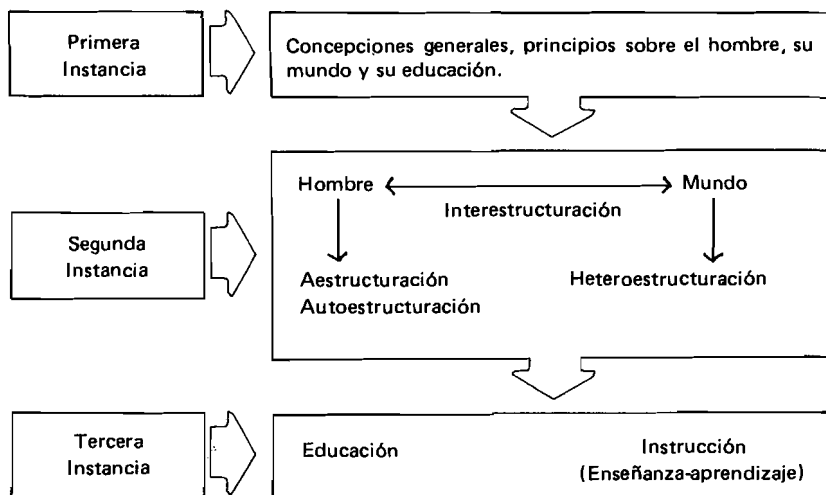 Primera
Instancia
Concepciones generales, principios sobre el hombre, su
mundo y su educación.
Segunda
Instancia
Hombre
Mundo
Interestructuración
Aestructuración
Autoestructuración
Heteroestructuración
Tercera
Instancia
Educación
Instrucción
(Enseñanza-aprendizaje)